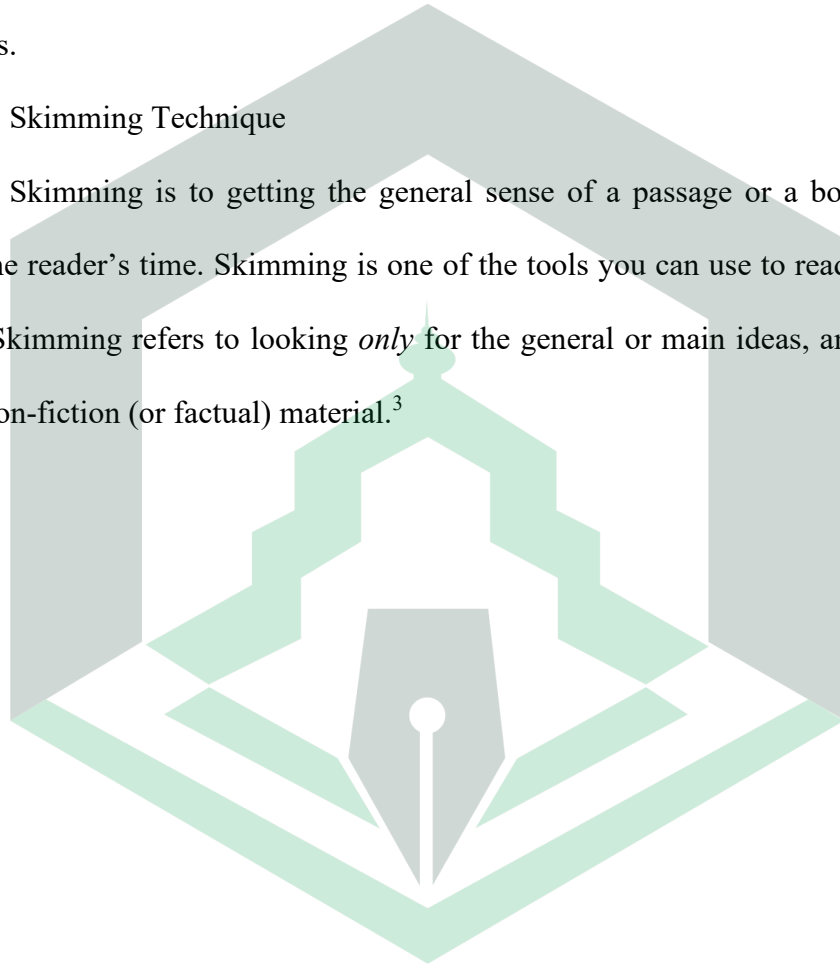 s.
Skimming Technique
Skimming is to getting the general sense of a passage or a bo
e reader’s time. Skimming is one of the tools you can use to read
Skimming refers to looking only for the general or main ideas, an
on-fiction (or factual) material.3